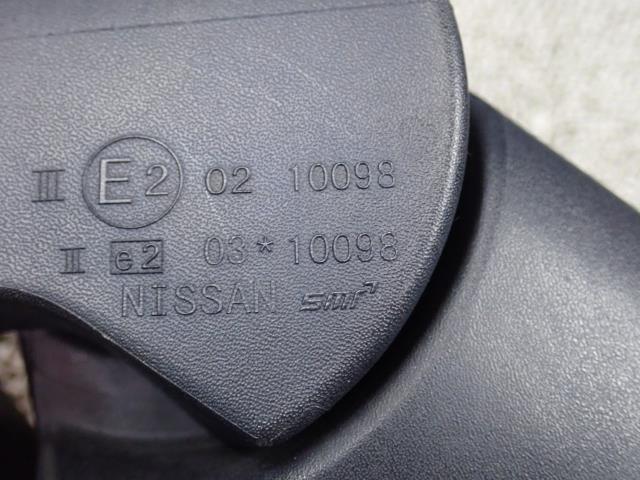 III E2 02 10098
II e2 03*10098
NISSAN smr